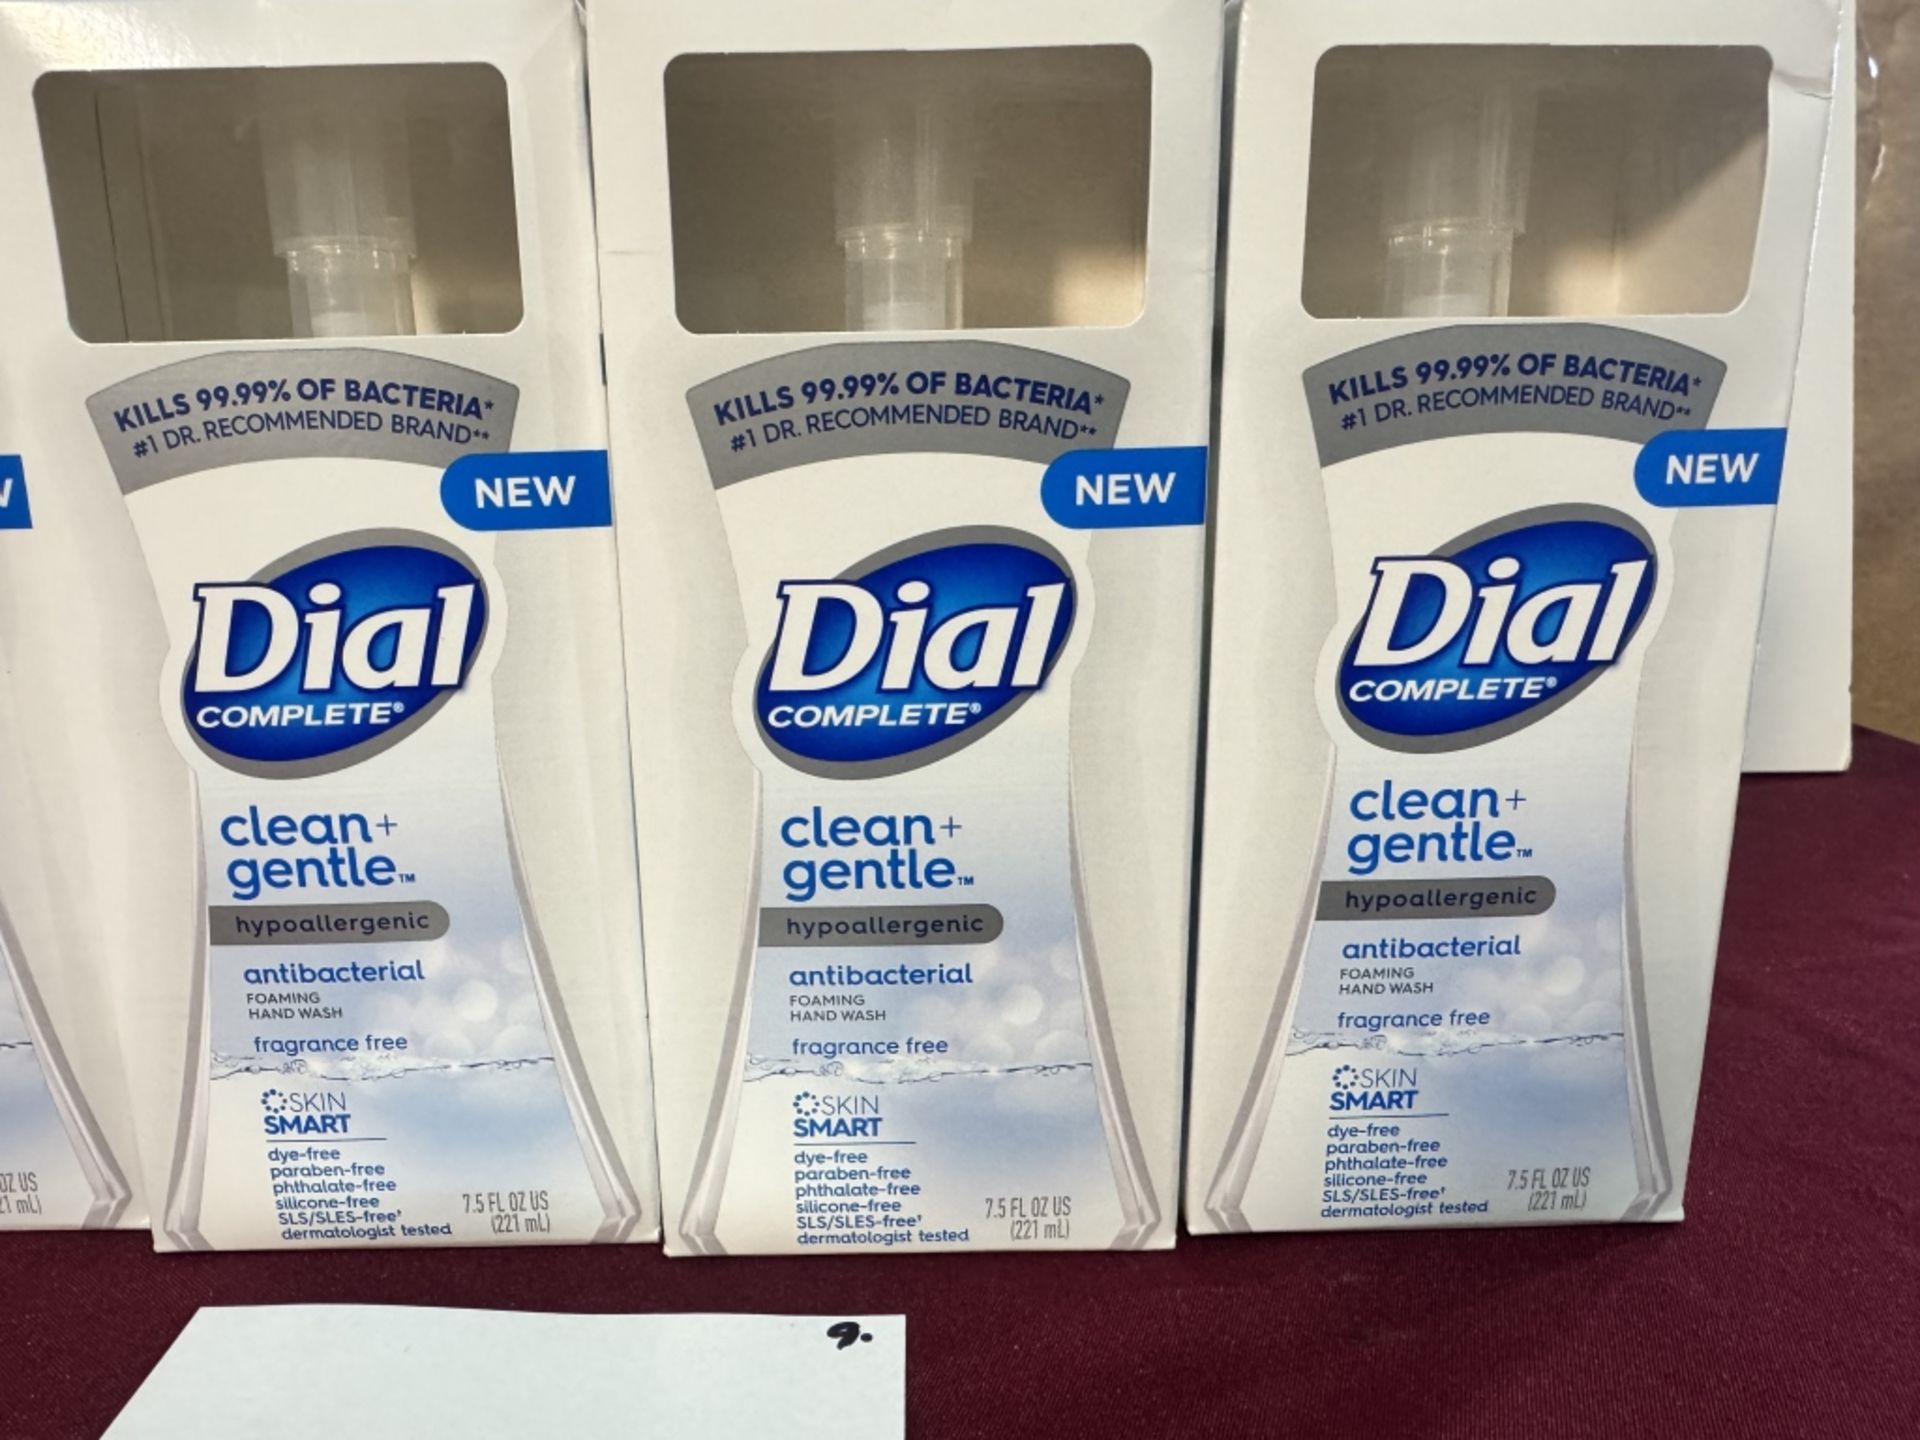 KILLS 99.99% OF BACTERIA*
#1 DR. RECOMMENDED BRAND**
NEW
Dial
COMPLETE®
clean+
gentle™
hypoallergenic
antibacterial
FOAMING
HAND WASH
fragrance free
SKIN
SMART
dye-free
paraben-free
phthalate-free
silicone-free
SLS/SLES-free†
dermatologist tested
7.5 FL OZ US
(221 mL)
KILLS 99.99% OF BACTERIA*
#1 DR. RECOMMENDED BRAND**
NEW
Dial
COMPLETE®
clean+
gentle™
hypoallergenic
antibacterial
FOAMING
HAND WASH
fragrance free
SKIN
SMART
dye-free
paraben-free
phthalate-free
silicone-free
SLS/SLES-free†
dermatologist tested
7.5 FL OZ US
(221 mL)
KILLS 99.99% OF BACTERIA*
#1 DR. RECOMMENDED BRAND**
NEW
Dial
COMPLETE®
clean+
gentle™
hypoallergenic
antibacterial
FOAMING
HAND WASH
fragrance free
SKIN
SMART
dye-free
paraben-free
phthalate-free
silicone-free
SLS/SLES-free†
dermatologist tested
7.5 FL OZ US
(221 mL)
OZ US
mL)
9.